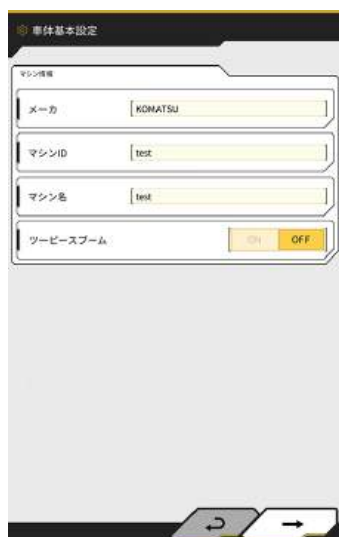 車体基本設定
マシン情報
メーカ
KOMATSU
マシンID
test
マシン名
test
ツーピースブーム
ON
OFF